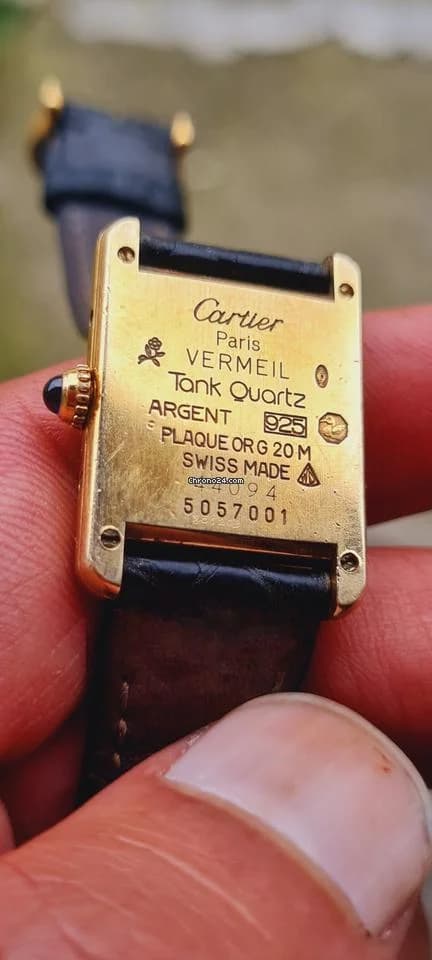 Cartier
Paris
VERMEIL
Tank Quartz
ARGENT 925
PLAQUE OR G 20 M
SWISS MADE
Chrono24.com
4094
5057001